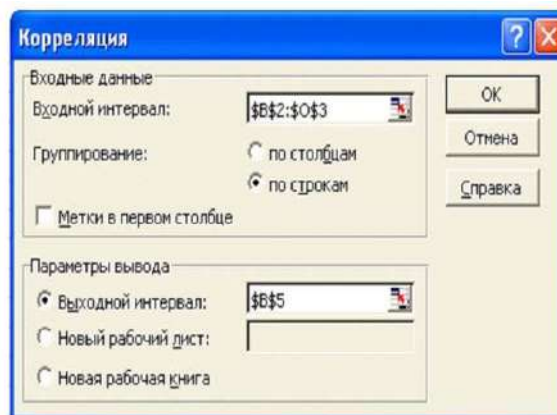 Корреляция
Входные данные
Входной интервал: $B$2:$O$3
Группирование: по столбцам
по строкам
Метки в первом столбце
Параметры вывода
Выходной интервал: $B$5
Новый рабочий лист:
Новая рабочая книга
ОК
Отмена
Справка